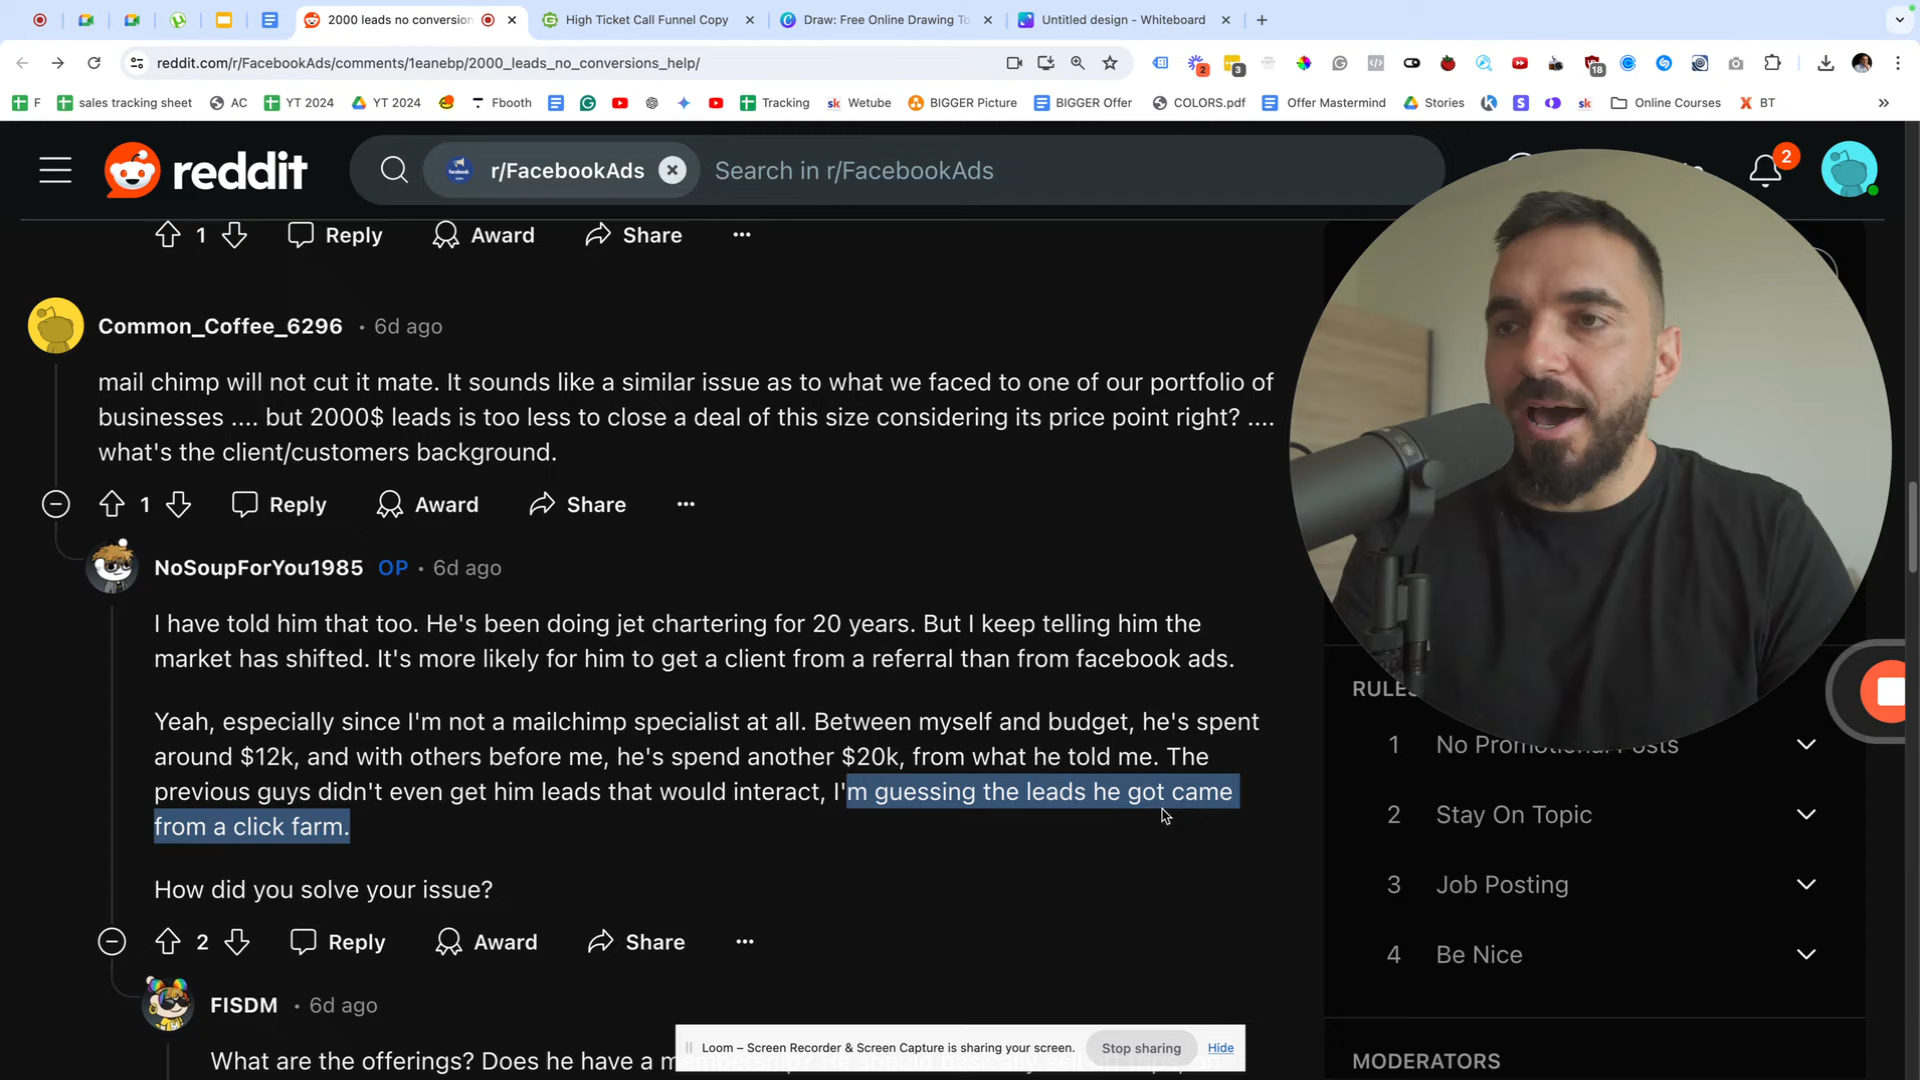 2000 leads no conversion
High Ticket Call Funnel Copy
Draw: Free Online Drawing To
Untitled design - Whiteboard
reddit.com/r/FacebookAds/comments/1eanebp/2000_leads_no_conversions_help/
2
3
18
F
sales tracking sheet
AC
YT 2024
YT 2024
Fbooth
Tracking
sk Wetube
BIGGER Picture
BIGGER Offer
COLORS.pdf
Offer Mastermind
Stories
S
sk
Online Courses
X BT
reddit
r/FacebookAds
Search in r/FacebookAds
2
1 Reply Award Share
Common_Coffee_6296 • 6d ago
mail chimp will not cut it mate. It sounds like a similar issue as to what we faced to one of our portfolio of
businesses .... but 2000$ leads is too less to close a deal of this size considering its price point right? ....
what's the client/customers background.
1 Reply Award Share
NoSoupForYou1985 OP • 6d ago
I have told him that too. He's been doing jet chartering for 20 years. But I keep telling him the
market has shifted. It's more likely for him to get a client from a referral than from facebook ads.
Yeah, especially since I'm not a mailchimp specialist at all. Between myself and budget, he's spent
around $12k, and with others before me, he's spend another $20k, from what he told me. The
previous guys didn't even get him leads that would interact, I'm guessing the leads he got came
from a click farm.
How did you solve your issue?
2 Reply Award Share
FISDM • 6d ago
What are the offerings? Does he have a
Loom – Screen Recorder & Screen Capture is sharing your screen.
Stop sharing
Hide
RULES
1 No Promotional Posts
2 Stay On Topic
3 Job Posting
4 Be Nice
MODERATORS